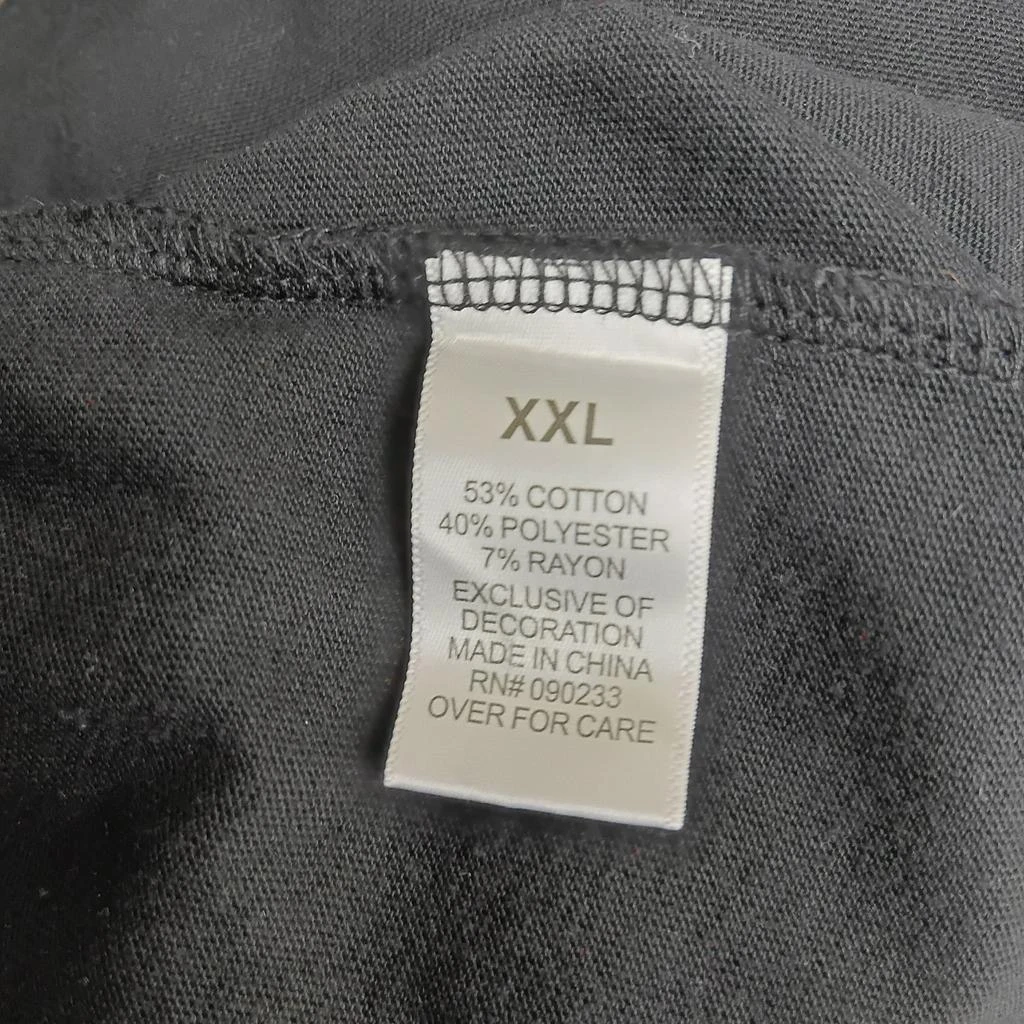 XXL
53% COTTON
40% POLYESTER
7% RAYON
EXCLUSIVE OF
DECORATION
MADE IN CHINA
RN# 090233
OVER FOR CARE